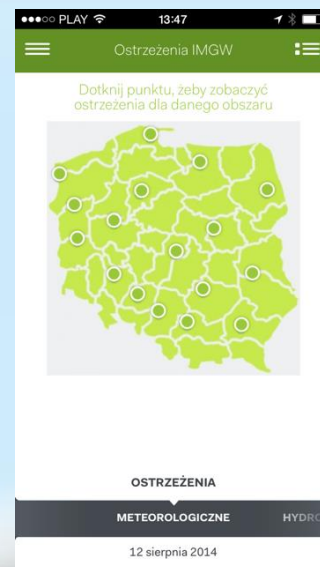 ●●●○○ PLAY 13:47
Ostrzeżenia IMGW
Dotknij punktu, żeby zobaczyć
ostrzeżenia dla danego obszaru
OSTRZEŻENIA
METEOROLOGICZNE HYDRO
12 sierpnia 2014